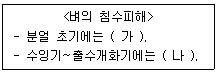 <벼의 침수피해>
- 분얼 초기에는 ( 가 ).
- 수잉기~출수개화기에는 ( 나 ).